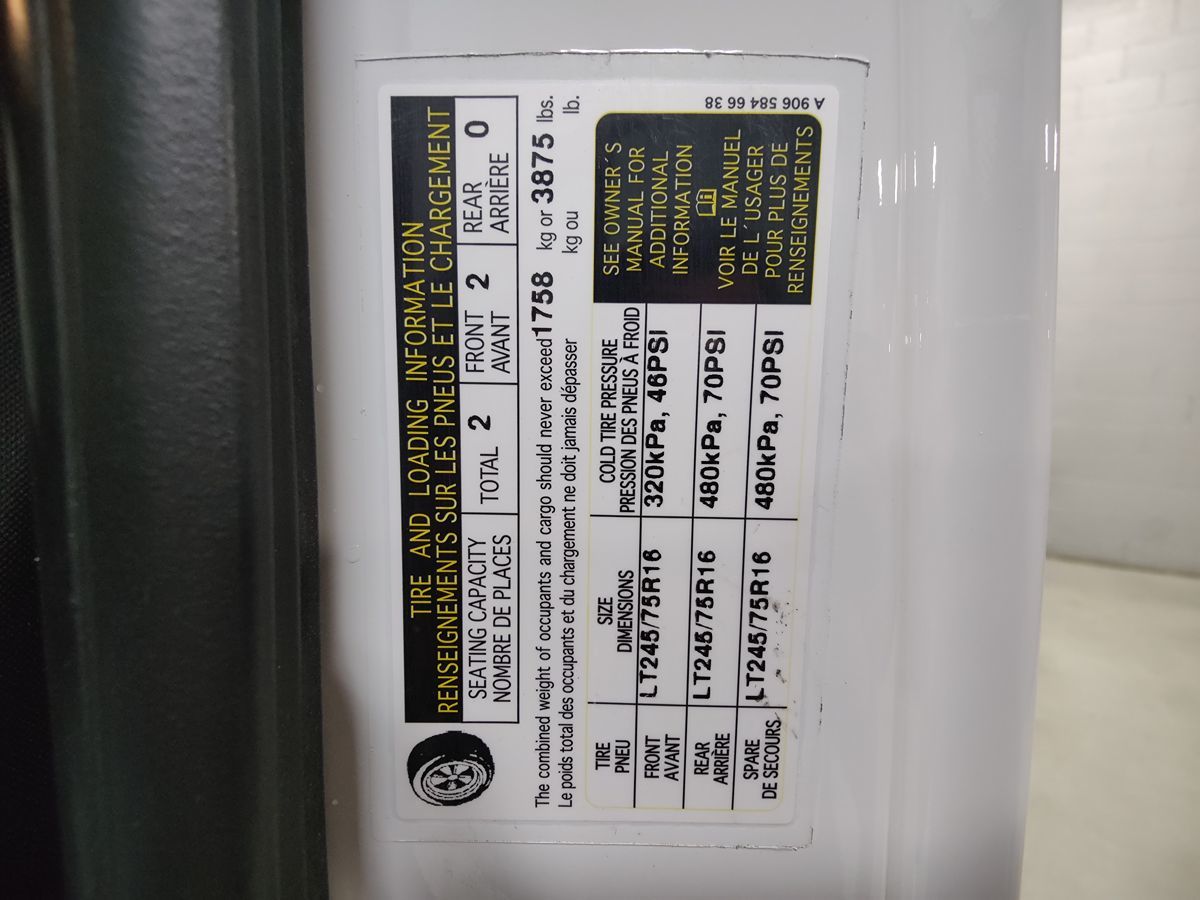 TIRE AND LOADING INFORMATION
RENSEIGNEMENTS SUR LES PNEUS ET LE CHARGEMENT
SEATING CAPACITY
NOMBRE DE PLACES
TOTAL 2
FRONT
AVANT 2
REAR
ARRIÈRE 0
The combined weight of occupants and cargo should never exceed 1758 kg or 3875 lbs.
Le poids total des occupants et du chargement ne doit jamais dépasser kg ou lb.
TIRE
PNEU
SIZE
DIMENSIONS
COLD TIRE PRESSURE
PRESSION DES PNEUS À FROID
FRONT
AVANT
LT245/75R16
320kPa, 46PSI
REAR
ARRIÈRE
LT245/75R16
480kPa, 70PSI
SPARE
DE SECOURS
LT245/75R16
480kPa, 70PSI
SEE OWNER´S
MANUAL FOR
ADDITIONAL
INFORMATION
VOIR LE MANUEL
DE L´USAGER
POUR PLUS DE
RENSEIGNEMENTS
A 906 584 66 38